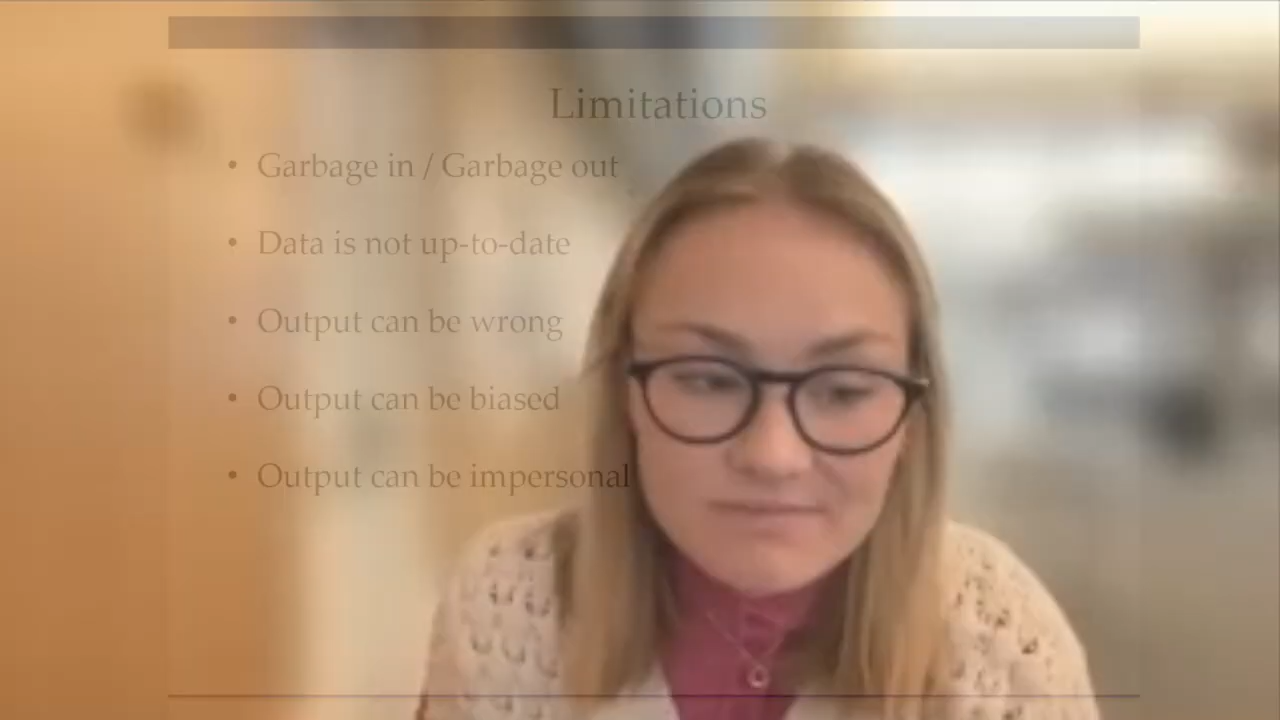 Limitations
• Garbage in / Garbage out
• Data is not up-to-date
• Output can be wrong
• Output can be biased
• Output can be impersonal